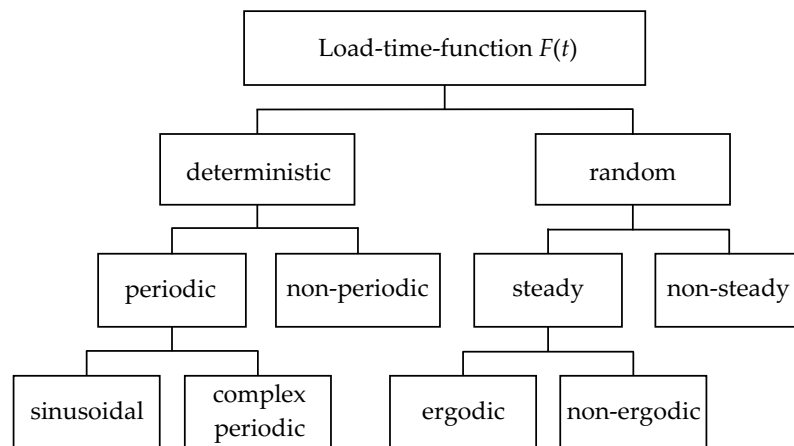 Load-time-function F(t)
deterministic
random
periodic
non-periodic
steady
non-steady
sinusoidal
complex
periodic
ergodic
non-ergodic